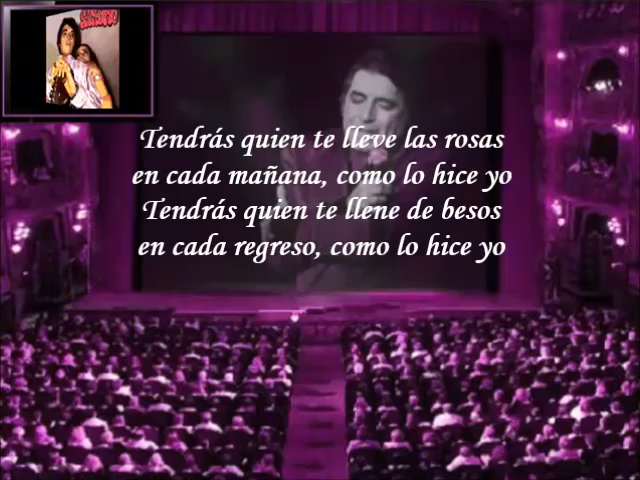 Tendrás quien te lleve las rosas
en cada mañana, como lo hice yo
Tendrás quien te llene de besos
en cada regreso, como lo hice yo